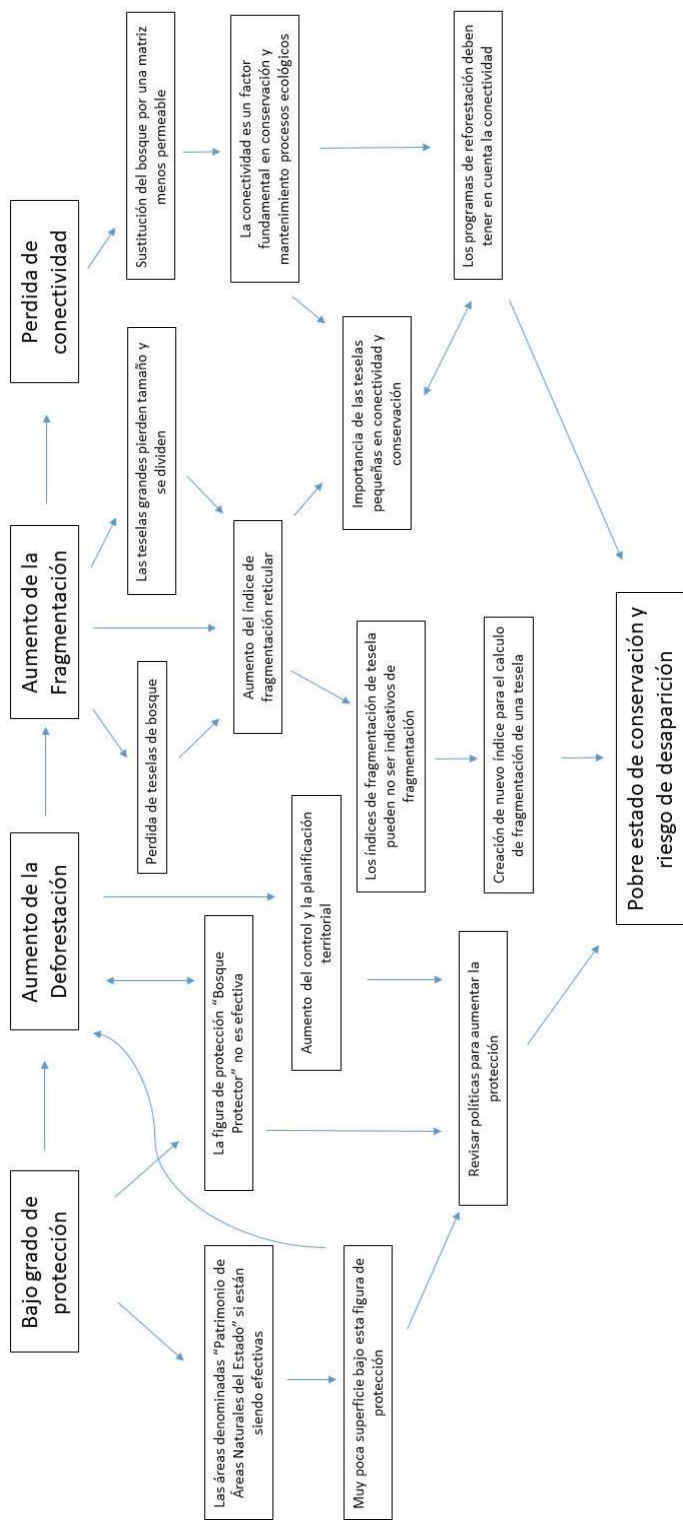 Bajo grado de
protección
Aumento de la
Deforestación
Aumento de la
Fragmentación
Perdida de
conectividad
Las áreas denominadas “Patrimonio de
Áreas Naturales del Estado” si están
siendo efectivas
La figura de protección “Bosque
Protector” no es efectiva
Perdida de teselas de bosque
Las teselas grandes pierden tamaño y
se dividen
Sustitución del bosque por una matriz
menos permeable
Muy poca superficie bajo esta figura de
protección
Aumento del control y la planificación
territorial
Aumento del índice de
fragmentación reticular
La conectividad es un factor
fundamental en conservación y
mantenimiento procesos ecológicos
Los índices de fragmentación de tesela
pueden no ser indicativos de
fragmentación
Importancia de las teselas
pequeñas en conectividad y
conservación
Revisar políticas para aumentar la
protección
Creación de nuevo índice para el calculo
de fragmentación de una tesela
Los programas de reforestación deben
tener en cuenta la conectividad
Pobre estado de conservación y
riesgo de desaparición